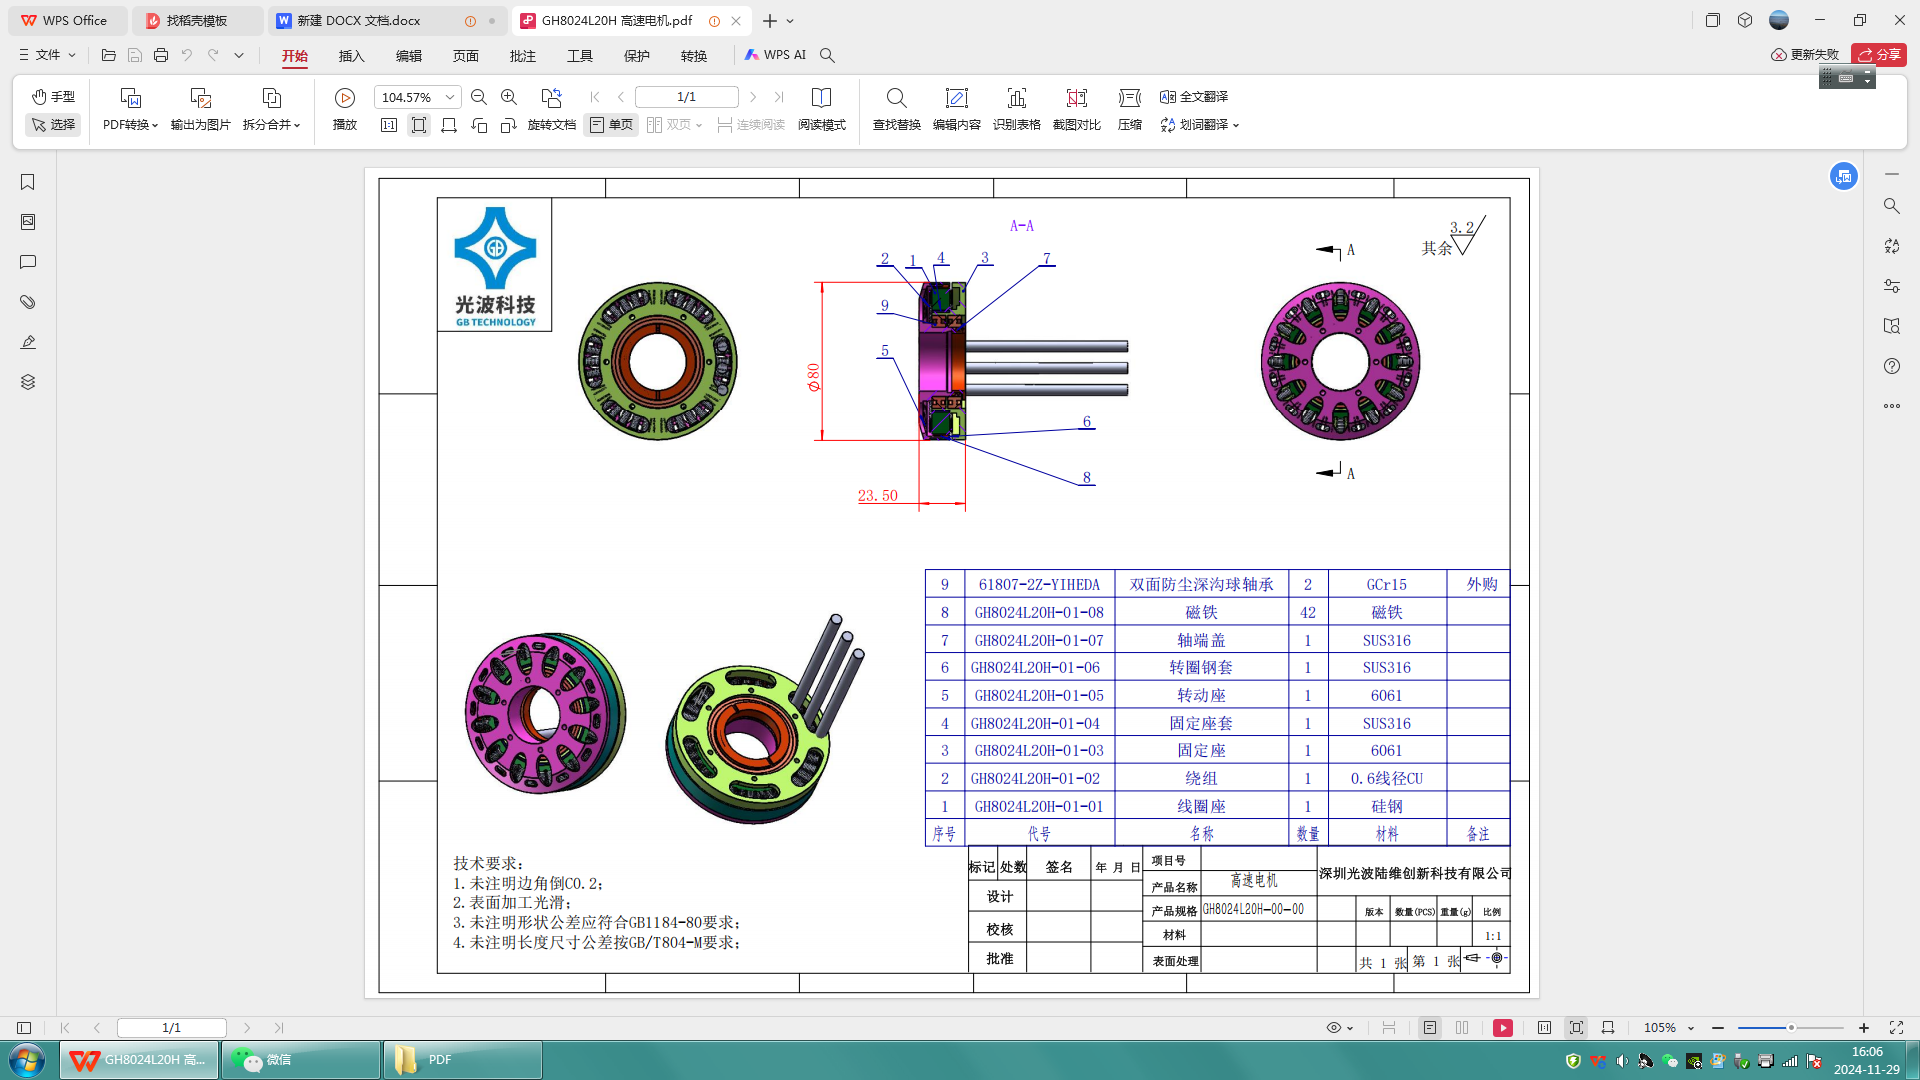 WPS Office
找稻壳模板
新建 DOCX 文档.docx
GH8024L20H 高速电机.pdf
文件
开始
插入
编辑
页面
批注
工具
保护
转换
WPS AI
更新失败
分享
手型
选择
PDF转换
输出为图片
拆分合并
播放
104.57%
1:1
旋转文档
1/1
单页
双页
连续阅读
阅读模式
查找替换
编辑内容
识别表格
截图对比
压缩
全文翻译
划词翻译
GB
光波科技
GB TECHNOLOGY
A-A
2
1
4
3
7
9
5
6
8
ϕ80
23.50
A
A
其余
3.2
9 61807-2Z-YIHEDA 双面防尘深沟球轴承 2 GCr15 外购
8 GH8024L20H-01-08 磁铁 42 磁铁
7 GH8024L20H-01-07 轴端盖 1 SUS316
6 GH8024L20H-01-06 转圈钢套 1 SUS316
5 GH8024L20H-01-05 转动座 1 6061
4 GH8024L20H-01-04 固定座套 1 SUS316
3 GH8024L20H-01-03 固定座 1 6061
2 GH8024L20H-01-02 绕组 1 0.6线径CU
1 GH8024L20H-01-01 线圈座 1 硅钢
序号 代号 名称 数量 材料 备注
技术要求：
1.未注明边角倒C0.2；
2.表面加工光滑；
3.未注明形状公差应符合GB1184-80要求；
4.未注明长度尺寸公差按GB/T804-M要求；
标记 处数 签名 年 月 日
设计
校核
批准
项目号
产品名称 高速电机
产品规格 GH8024L20H-00-00
材料
表面处理
深圳光波陆维创新科技有限公司
版本 数量(PCS) 重量(g) 比例
1:1
共 1 张 第 1 张
1/1
105%
GH8024L20H 高...
微信
PDF
16:06
2024-11-29